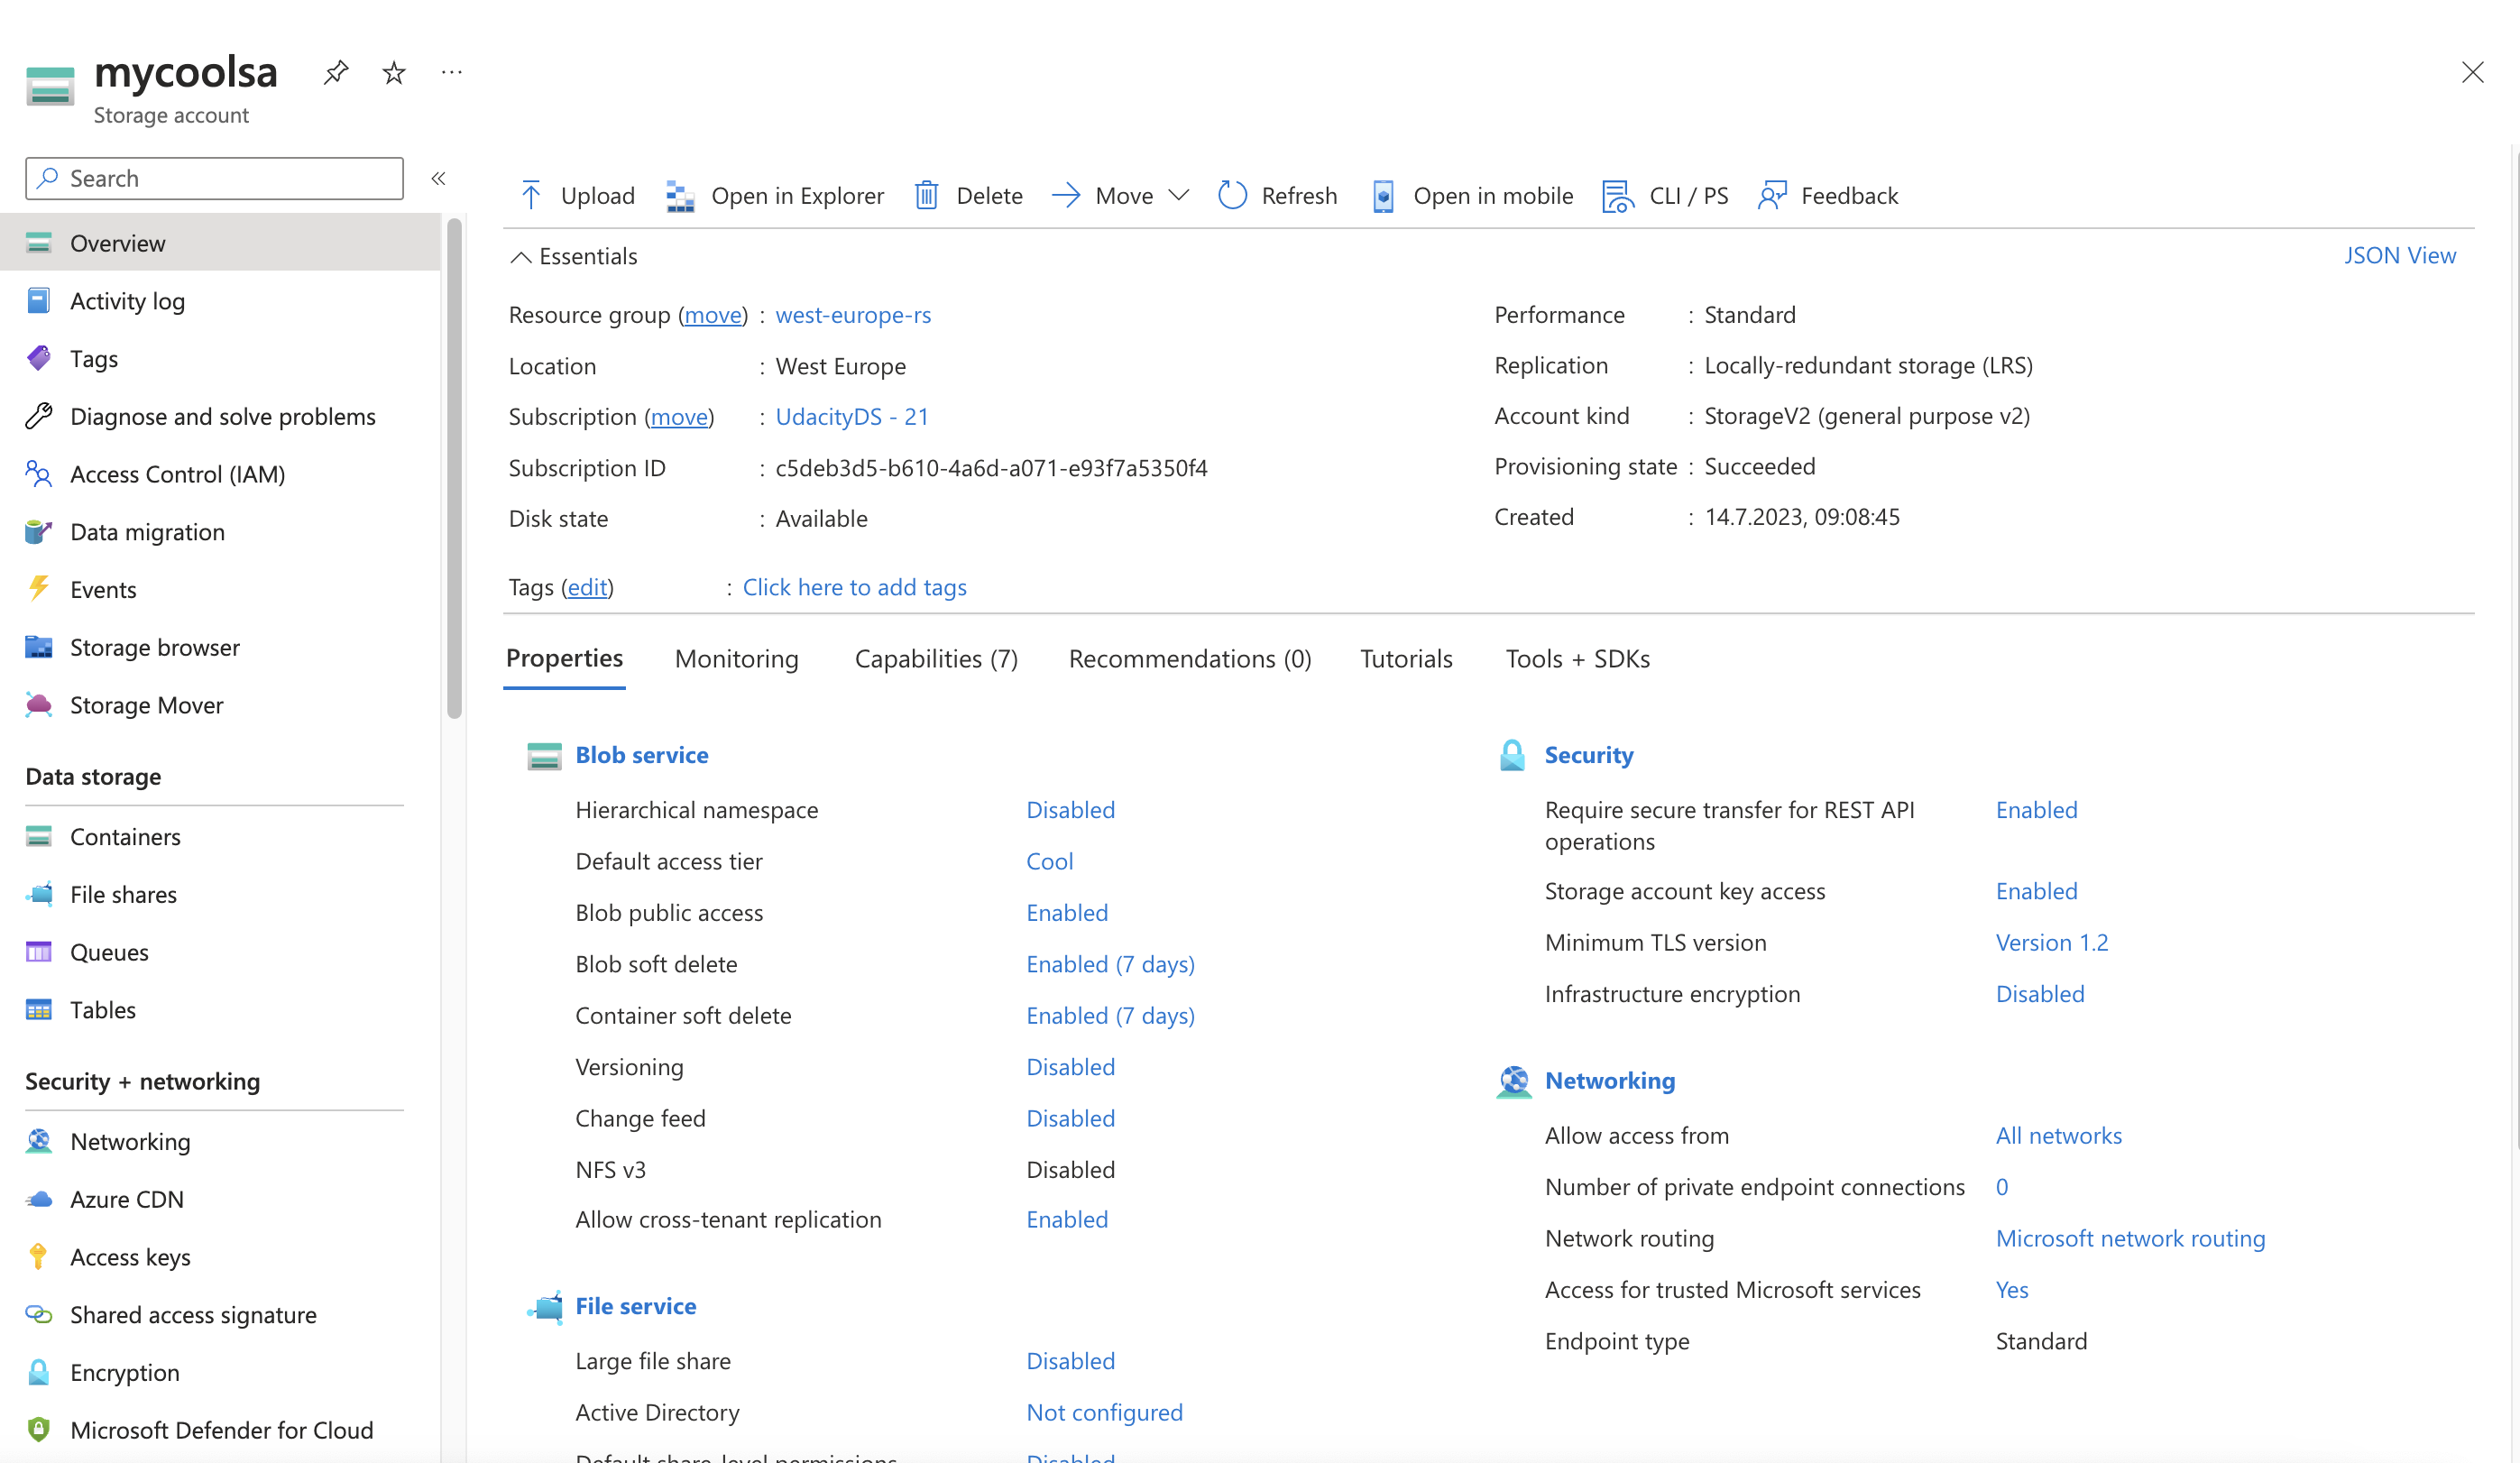 mycoolsa
Storage account
Search
Overview
Activity log
Tags
Diagnose and solve problems
Access Control (IAM)
Data migration
Events
Storage browser
Storage Mover
Data storage
Containers
File shares
Queues
Tables
Security + networking
Networking
Azure CDN
Access keys
Shared access signature
Encryption
Microsoft Defender for Cloud
Upload Open in Explorer Delete Move Refresh Open in mobile CLI / PS Feedback
Essentials JSON View
Resource group (move) : west-europe-rs
Location : West Europe
Subscription (move) : UdacityDS - 21
Subscription ID : c5deb3d5-b610-4a6d-a071-e93f7a5350f4
Disk state : Available
Performance : Standard
Replication : Locally-redundant storage (LRS)
Account kind : StorageV2 (general purpose v2)
Provisioning state : Succeeded
Created : 14.7.2023, 09:08:45
Tags (edit) : Click here to add tags
Properties Monitoring Capabilities (7) Recommendations (0) Tutorials Tools + SDKs
Blob service
Hierarchical namespace Disabled
Default access tier Cool
Blob public access Enabled
Blob soft delete Enabled (7 days)
Container soft delete Enabled (7 days)
Versioning Disabled
Change feed Disabled
NFS v3 Disabled
Allow cross-tenant replication Enabled
File service
Large file share Disabled
Active Directory Not configured
Default share-level permissions Disabled
Security
Require secure transfer for REST API Enabled
operations
Storage account key access Enabled
Minimum TLS version Version 1.2
Infrastructure encryption Disabled
Networking
Allow access from All networks
Number of private endpoint connections 0
Network routing Microsoft network routing
Access for trusted Microsoft services Yes
Endpoint type Standard